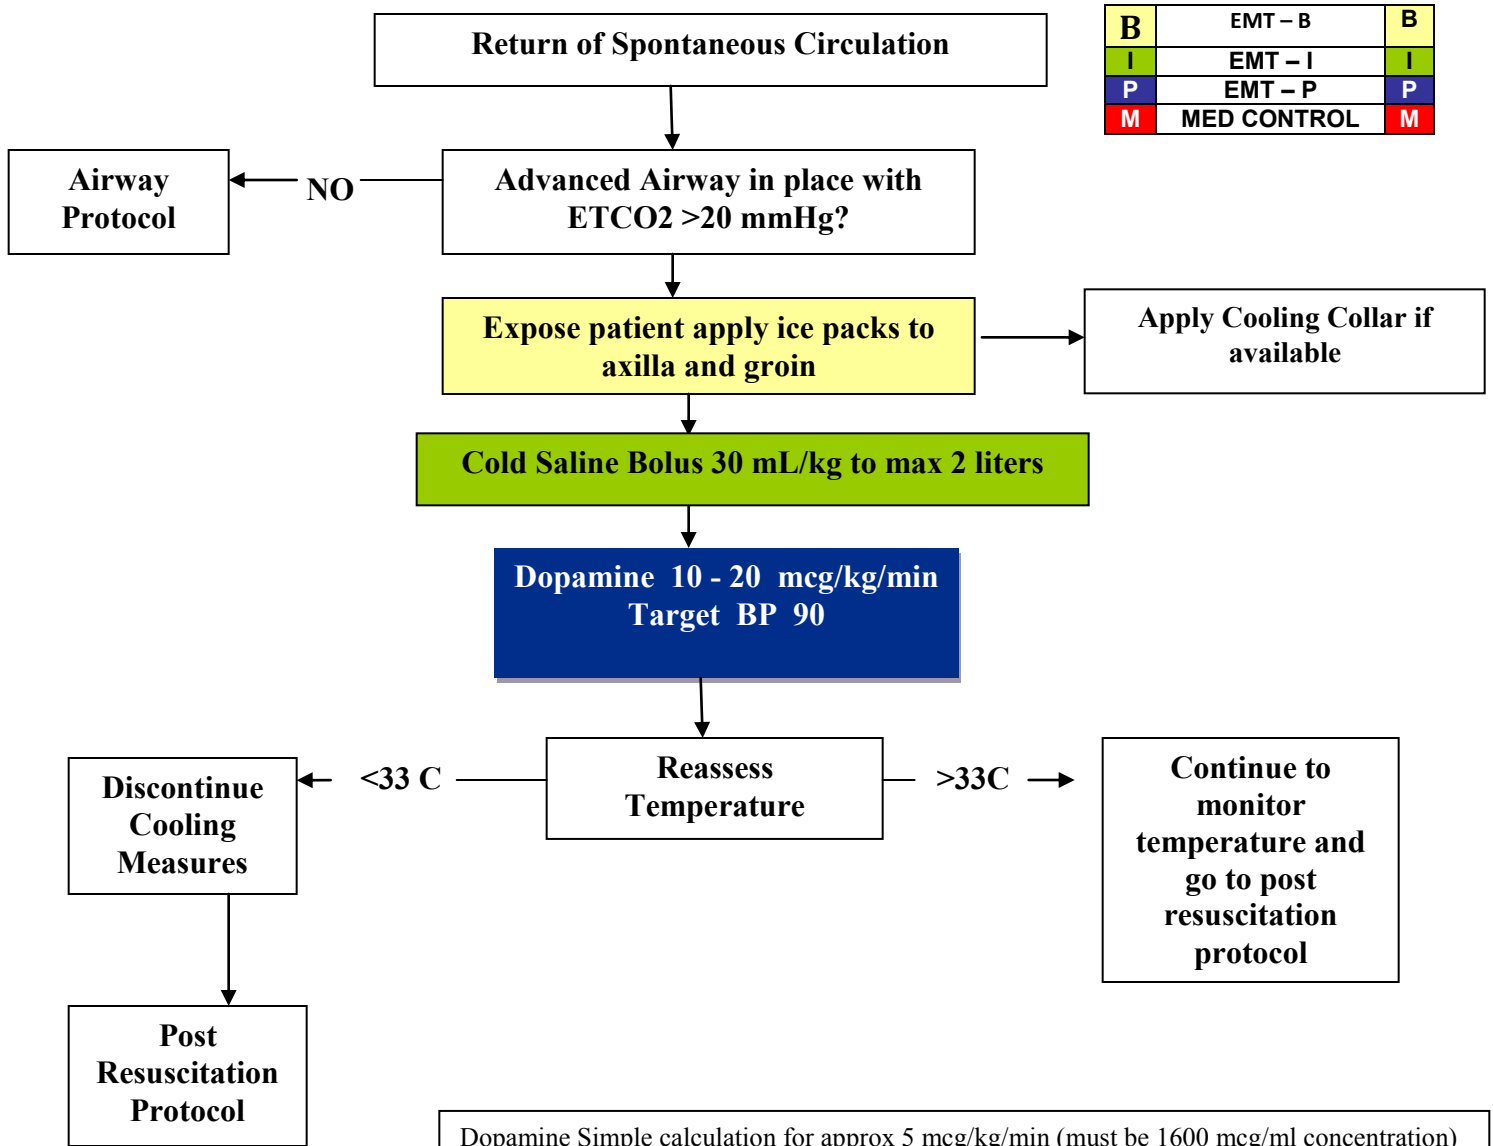 Return of Spontaneous Circulation
B EMT – B B
I EMT – I I
P EMT – P P
M MED CONTROL M
Airway
Protocol
NO
Advanced Airway in place with
ETCO2 >20 mmHg?
Expose patient apply ice packs to
axilla and groin
Apply Cooling Collar if
available
Cold Saline Bolus 30 mL/kg to max 2 liters
Dopamine 10 - 20 mcg/kg/min
Target BP 90
Reassess
Temperature
<33 C
>33C
Discontinue
Cooling
Measures
Continue to
monitor
temperature and
go to post
resuscitation
protocol
Post
Resuscitation
Protocol
Dopamine Simple calculation for approx 5 mcg/kg/min (must be 1600 mcg/ml concentration)